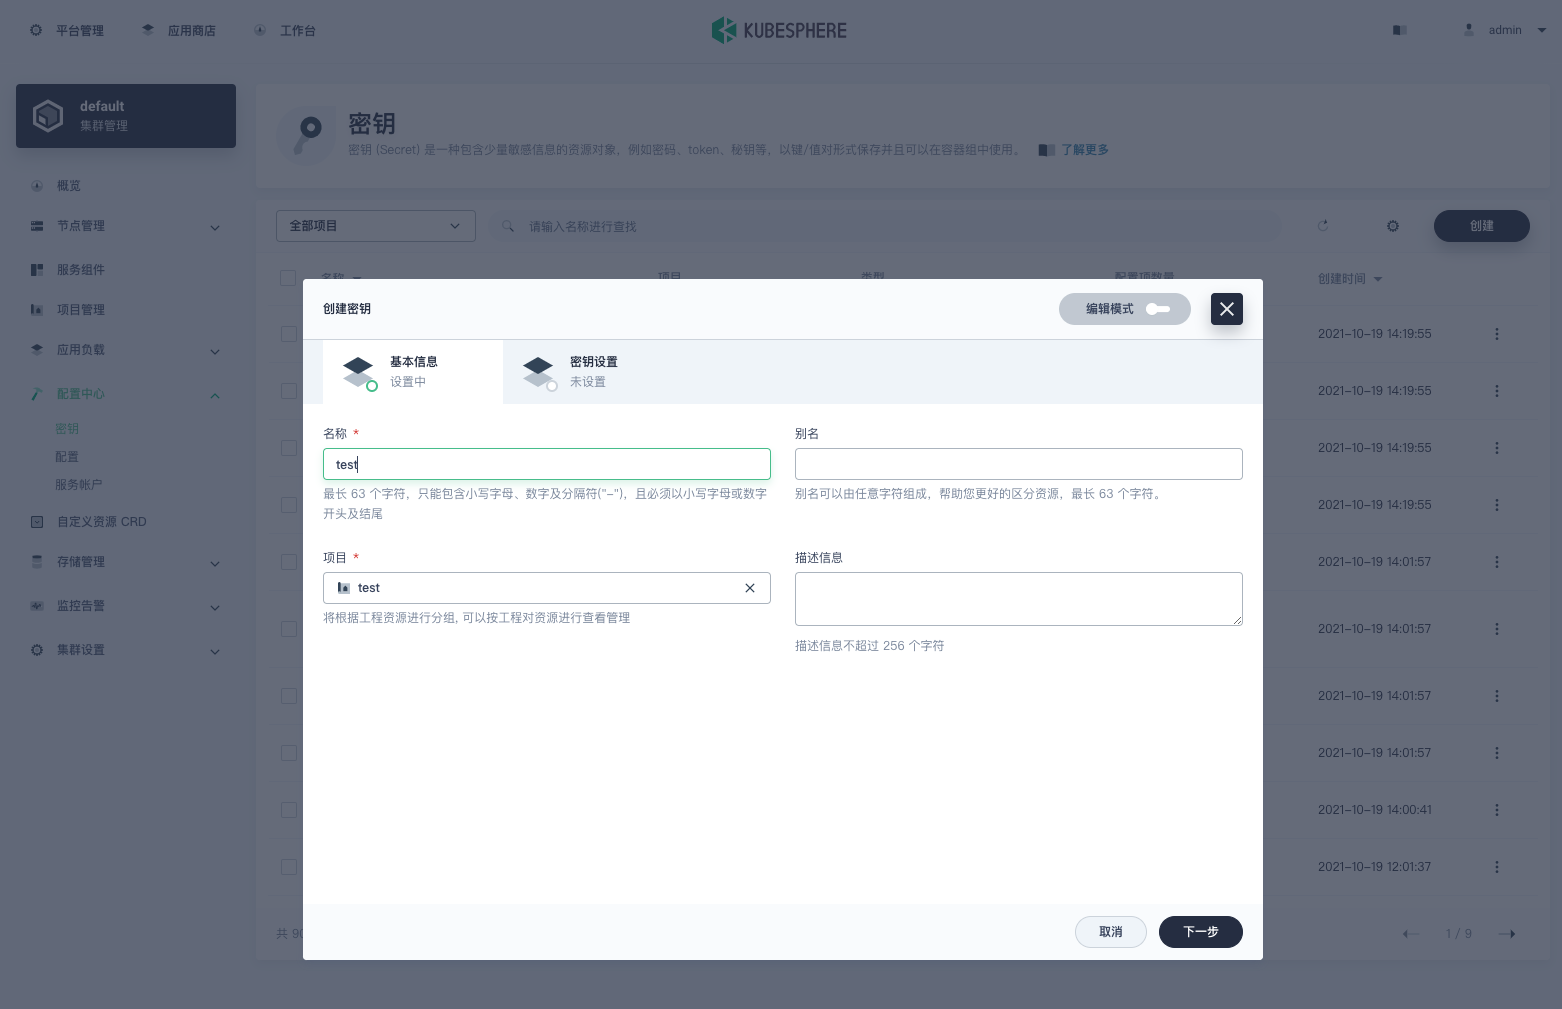 平台管理
应用商店
工作台
KUBESPHERE
admin
default
集群管理
密钥
密钥 (Secret) 是一种包含少量敏感信息的资源对象，例如密码、token、秘钥等，以键/值对形式保存并且可以在容器组中使用。 了解更多
概览
节点管理
服务组件
项目管理
应用负载
配置中心
密钥
配置
服务帐户
自定义资源 CRD
存储管理
监控告警
集群设置
全部项目
请输入名称进行查找
创建
名称
项目
类型
配置项数量
创建时间
创建密钥
编辑模式
基本信息
设置中
密钥设置
未设置
名称 *
test
最长 63 个字符，只能包含小写字母、数字及分隔符("-")，且必须以小写字母或数字
开头及结尾
别名
别名可以由任意字符组成，帮助您更好的区分资源，最长 63 个字符。
项目 *
test
将根据工程资源进行分组, 可以按工程对资源进行查看管理
描述信息
描述信息不超过 256 个字符
取消
下一步
2021-10-19 14:19:55
2021-10-19 14:19:55
2021-10-19 14:19:55
2021-10-19 14:19:55
2021-10-19 14:01:57
2021-10-19 14:01:57
2021-10-19 14:01:57
2021-10-19 14:01:57
2021-10-19 14:00:41
2021-10-19 12:01:37
共 90
1 / 9